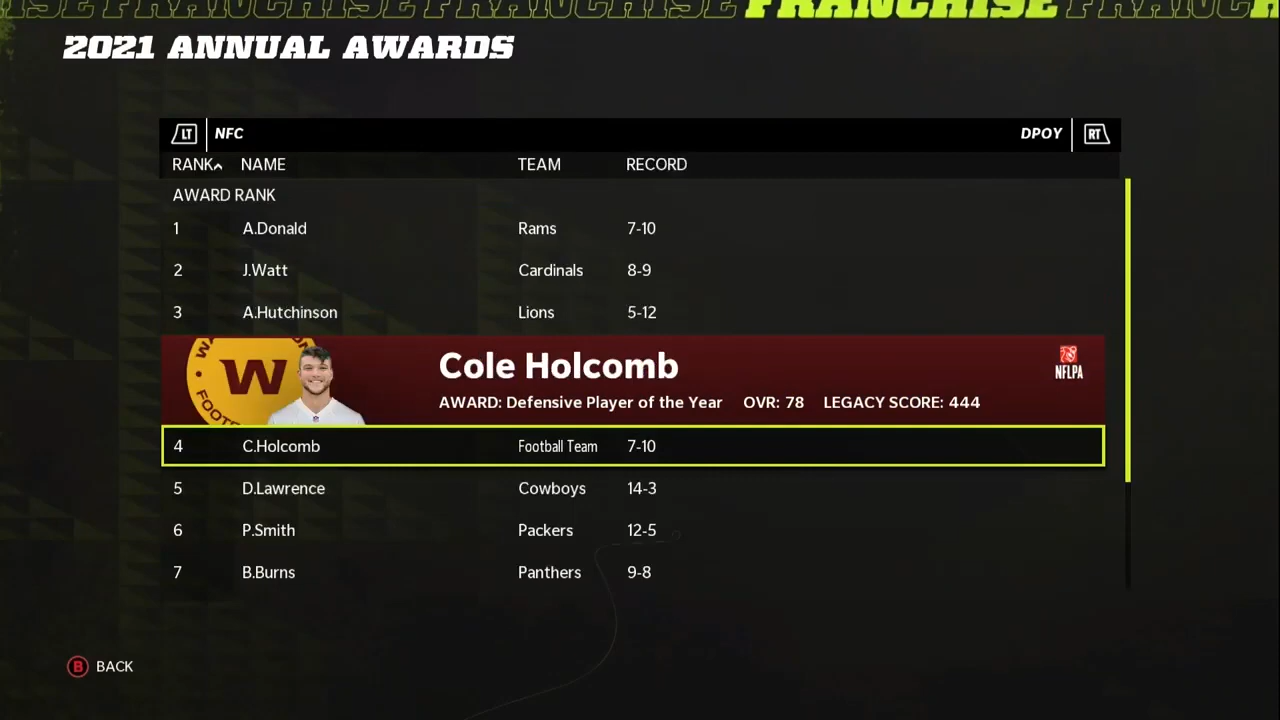 FRANCHISE FRANCHISE FRANCHISE FRANCHISE
2021 ANNUAL AWARDS
LT NFC DPOY RT
RANK NAME TEAM RECORD
AWARD RANK
1 A.Donald Rams 7-10
2 J.Watt Cardinals 8-9
3 A.Hutchinson Lions 5-12
W
FOOT
Cole Holcomb
NFLPA
AWARD: Defensive Player of the Year OVR: 78 LEGACY SCORE: 444
4 C.Holcomb Football Team 7-10
5 D.Lawrence Cowboys 14-3
6 P.Smith Packers 12-5
7 B.Burns Panthers 9-8
B BACK